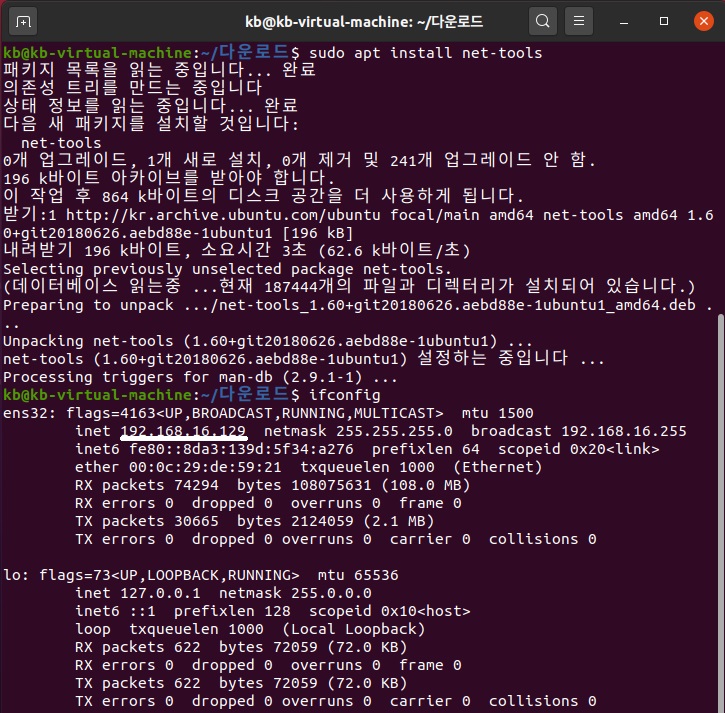 kb@kb-virtual-machine: ~/다운로드
kb@kb-virtual-machine:~/다운로드$ sudo apt install net-tools
패키지 목록을 읽는 중입니다... 완료
의존성 트리를 만드는 중입니다
상태 정보를 읽는 중입니다... 완료
다음 새 패키지를 설치할 것입니다:
  net-tools
0개 업그레이드, 1개 새로 설치, 0개 제거 및 241개 업그레이드 안 함.
196 k바이트 아카이브를 받아야 합니다.
이 작업 후 864 k바이트의 디스크 공간을 더 사용하게 됩니다.
받기:1 http://kr.archive.ubuntu.com/ubuntu focal/main amd64 net-tools amd64 1.6
0+git20180626.aebd88e-1ubuntu1 [196 kB]
내려받기 196 k바이트, 소요시간 3초 (62.6 k바이트/초)
Selecting previously unselected package net-tools.
(데이터베이스 읽는중 ...현재 187444개의 파일과 디렉터리가 설치되어 있습니다.)
Preparing to unpack .../net-tools_1.60+git20180626.aebd88e-1ubuntu1_amd64.deb .
..
Unpacking net-tools (1.60+git20180626.aebd88e-1ubuntu1) ...
net-tools (1.60+git20180626.aebd88e-1ubuntu1) 설정하는 중입니다 ...
Processing triggers for man-db (2.9.1-1) ...
kb@kb-virtual-machine:~/다운로드$ ifconfig
ens32: flags=4163<UP,BROADCAST,RUNNING,MULTICAST>  mtu 1500
        inet 192.168.16.129  netmask 255.255.255.0  broadcast 192.168.16.255
        inet6 fe80::8da3:139d:5f34:a276  prefixlen 64  scopeid 0x20<link>
        ether 00:0c:29:de:59:21  txqueuelen 1000  (Ethernet)
        RX packets 74294  bytes 108075631 (108.0 MB)
        RX errors 0  dropped 0  overruns 0  frame 0
        TX packets 30665  bytes 2124059 (2.1 MB)
        TX errors 0  dropped 0 overruns 0  carrier 0  collisions 0

lo: flags=73<UP,LOOPBACK,RUNNING>  mtu 65536
        inet 127.0.0.1  netmask 255.0.0.0
        inet6 ::1  prefixlen 128  scopeid 0x10<host>
        loop  txqueuelen 1000  (Local Loopback)
        RX packets 622  bytes 72059 (72.0 KB)
        RX errors 0  dropped 0  overruns 0  frame 0
        TX packets 622  bytes 72059 (72.0 KB)
        TX errors 0  dropped 0 overruns 0  carrier 0  collisions 0